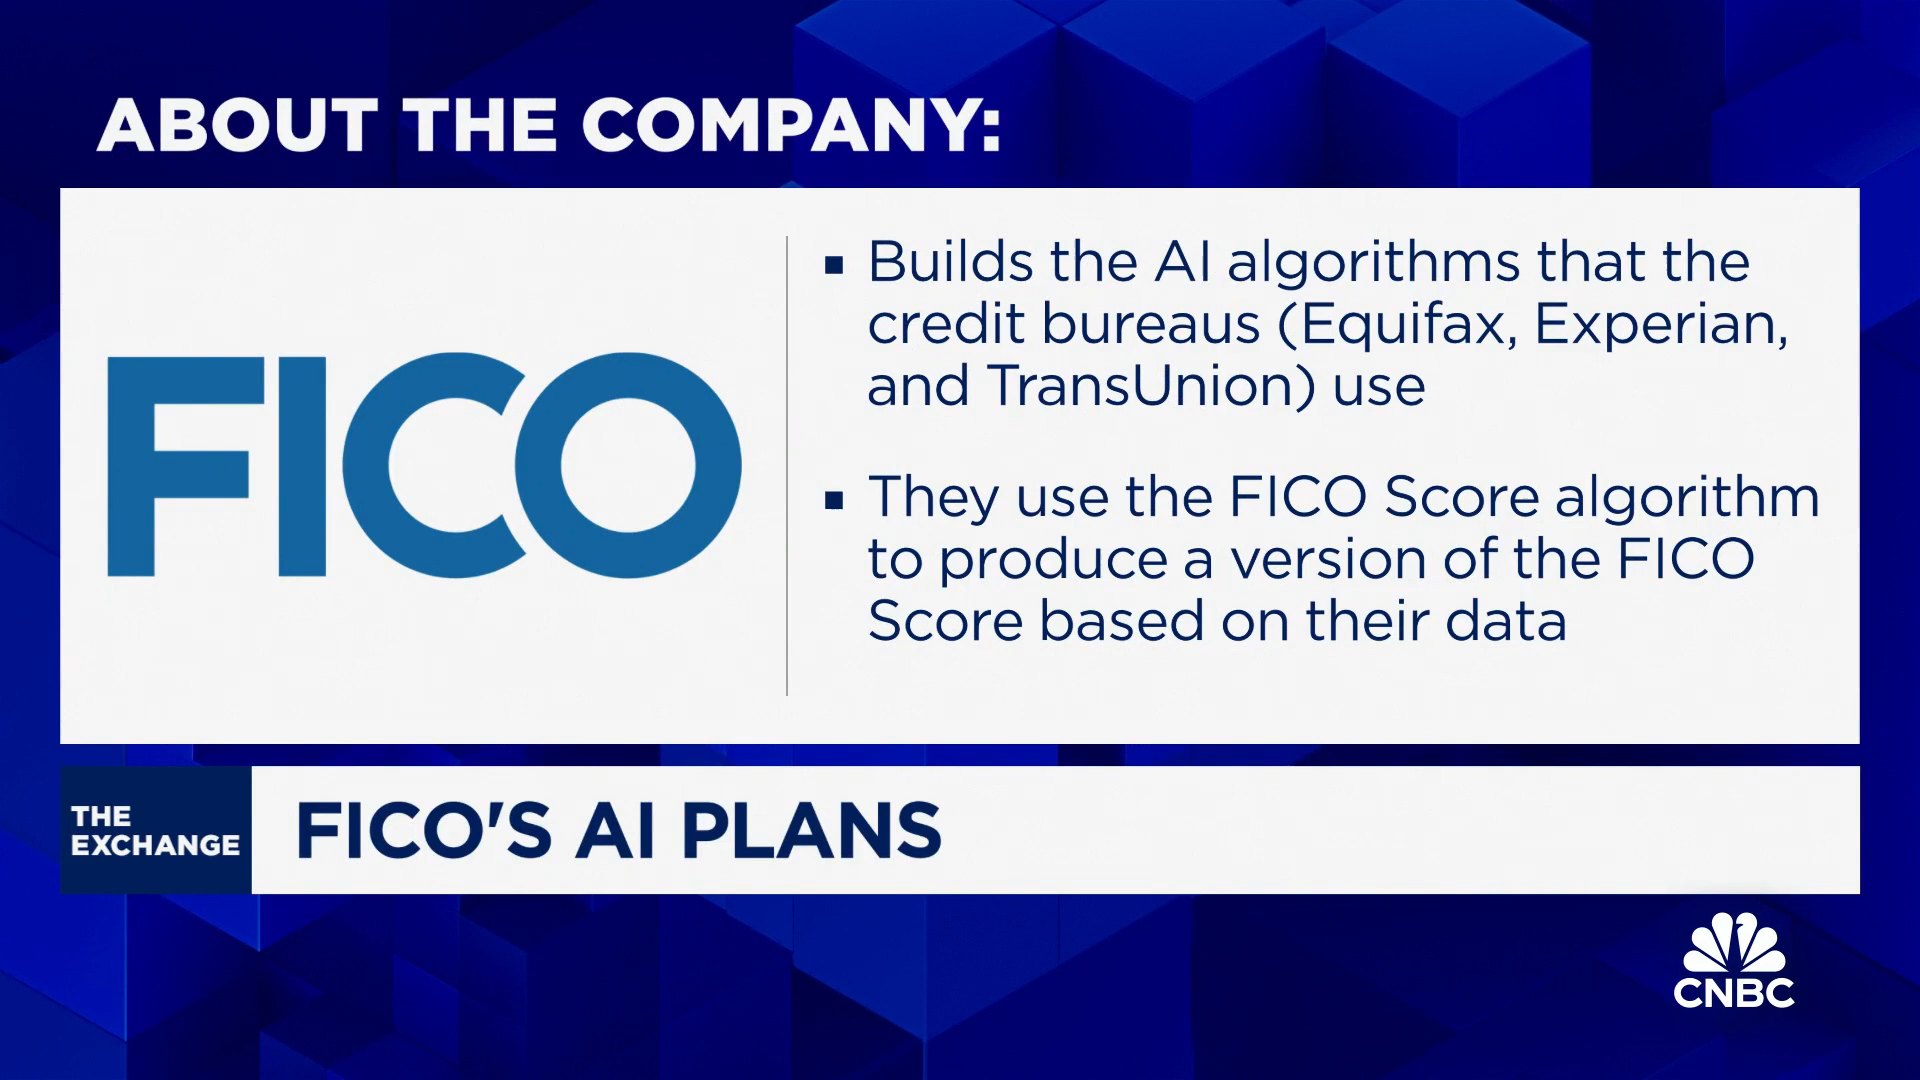 ABOUT THE COMPANY:
FICO
▪ Builds the AI algorithms that the
credit bureaus (Equifax, Experian,
and TransUnion) use
▪ They use the FICO Score algorithm
to produce a version of the FICO
Score based on their data
THE
EXCHANGE
FICO'S AI PLANS
CNBC